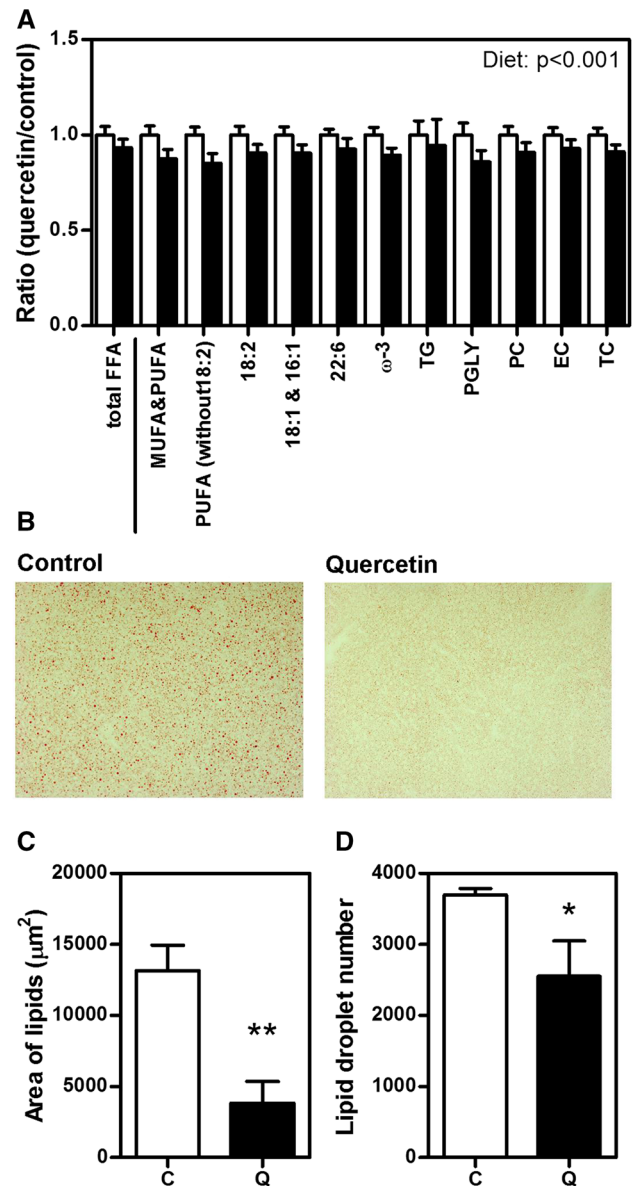 A
Ratio (quercetin/control)
1.5
1.0
0.5
0.0
Diet: p<0.001
total FFA
MUFA&PUFA
PUFA (without18:2)
18:2
18:1 & 16:1
22:6
ω-3
TG
PGLY
PC
EC
TC
B
Control
Quercetin
C
Area of lipids (μm²)
20000
15000
10000
5000
0
**
C
Q
D
Lipid droplet number
4000
3000
2000
1000
0
*
C
Q